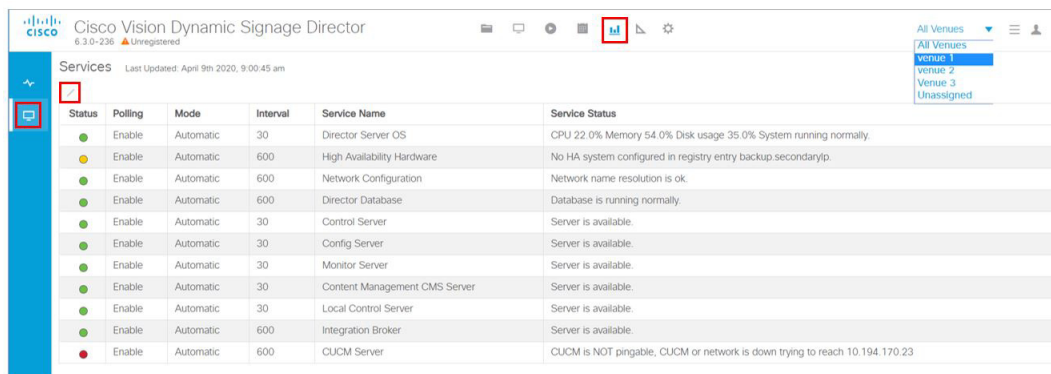 CISCO
Cisco Vision Dynamic Signage Director
6.3.0-236 Unregistered
All Venues
All Venues
venue 1
venue 2
Venue 3
Unassigned
Services Last Updated: April 9th 2020, 9:00:45 am
Status Polling Mode Interval Service Name Service Status
Enable Automatic 30 Director Server OS CPU 22.0% Memory 54.0% Disk usage 35.0% System running normally.
Enable Automatic 600 High Availability Hardware No HA system configured in registry entry backup.secondaryIp.
Enable Automatic 600 Network Configuration Network name resolution is ok.
Enable Automatic 600 Director Database Database is running normally.
Enable Automatic 30 Control Server Server is available.
Enable Automatic 30 Config Server Server is available.
Enable Automatic 30 Monitor Server Server is available.
Enable Automatic 30 Content Management CMS Server Server is available.
Enable Automatic 30 Local Control Server Server is available.
Enable Automatic 600 Integration Broker Server is available.
Enable Automatic 600 CUCM Server CUCM is NOT pingable, CUCM or network is down trying to reach 10.194.170.23